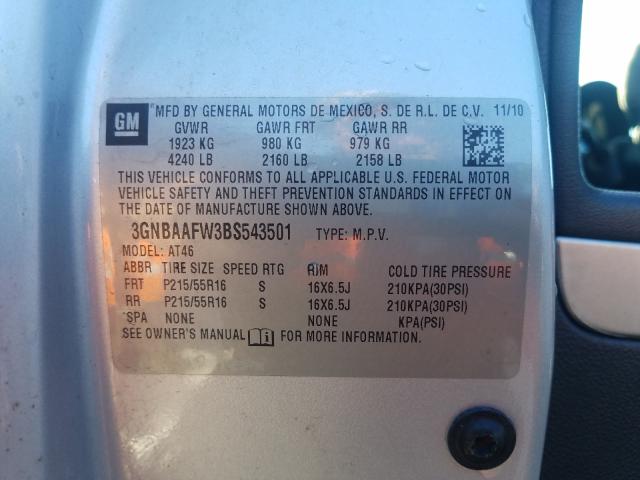 GM "MFD BY GENERAL MOTORS DE MEXICO, S. DE R.L. DE C.V. 11/10
GVWR GAWR FRT GAWR RR
1923 KG 980 KG 979 KG
4240 LB 2160 LB 2158 LB
THIS VEHICLE CONFORMS TO ALL APPLICABLE U.S. FEDERAL MOTOR
VEHICLE SAFETY AND THEFT PREVENTION STANDARDS IN EFFECT ON
THE DATE OF MANUFACTURE SHOWN ABOVE.
3GNBAAFW3BS543501 TYPE: M.P.V.
MODEL: AT46
ABBR TIRE SIZE SPEED RTG RIM COLD TIRE PRESSURE
FRT P215/55R16 S 16X6.5J 210KPA(30PSI)
RR P215/55R16 S 16X6.5J 210KPA(30PSI)
SPA NONE NONE KPA(PSI)
SEE OWNER'S MANUAL FOR MORE INFORMATION.